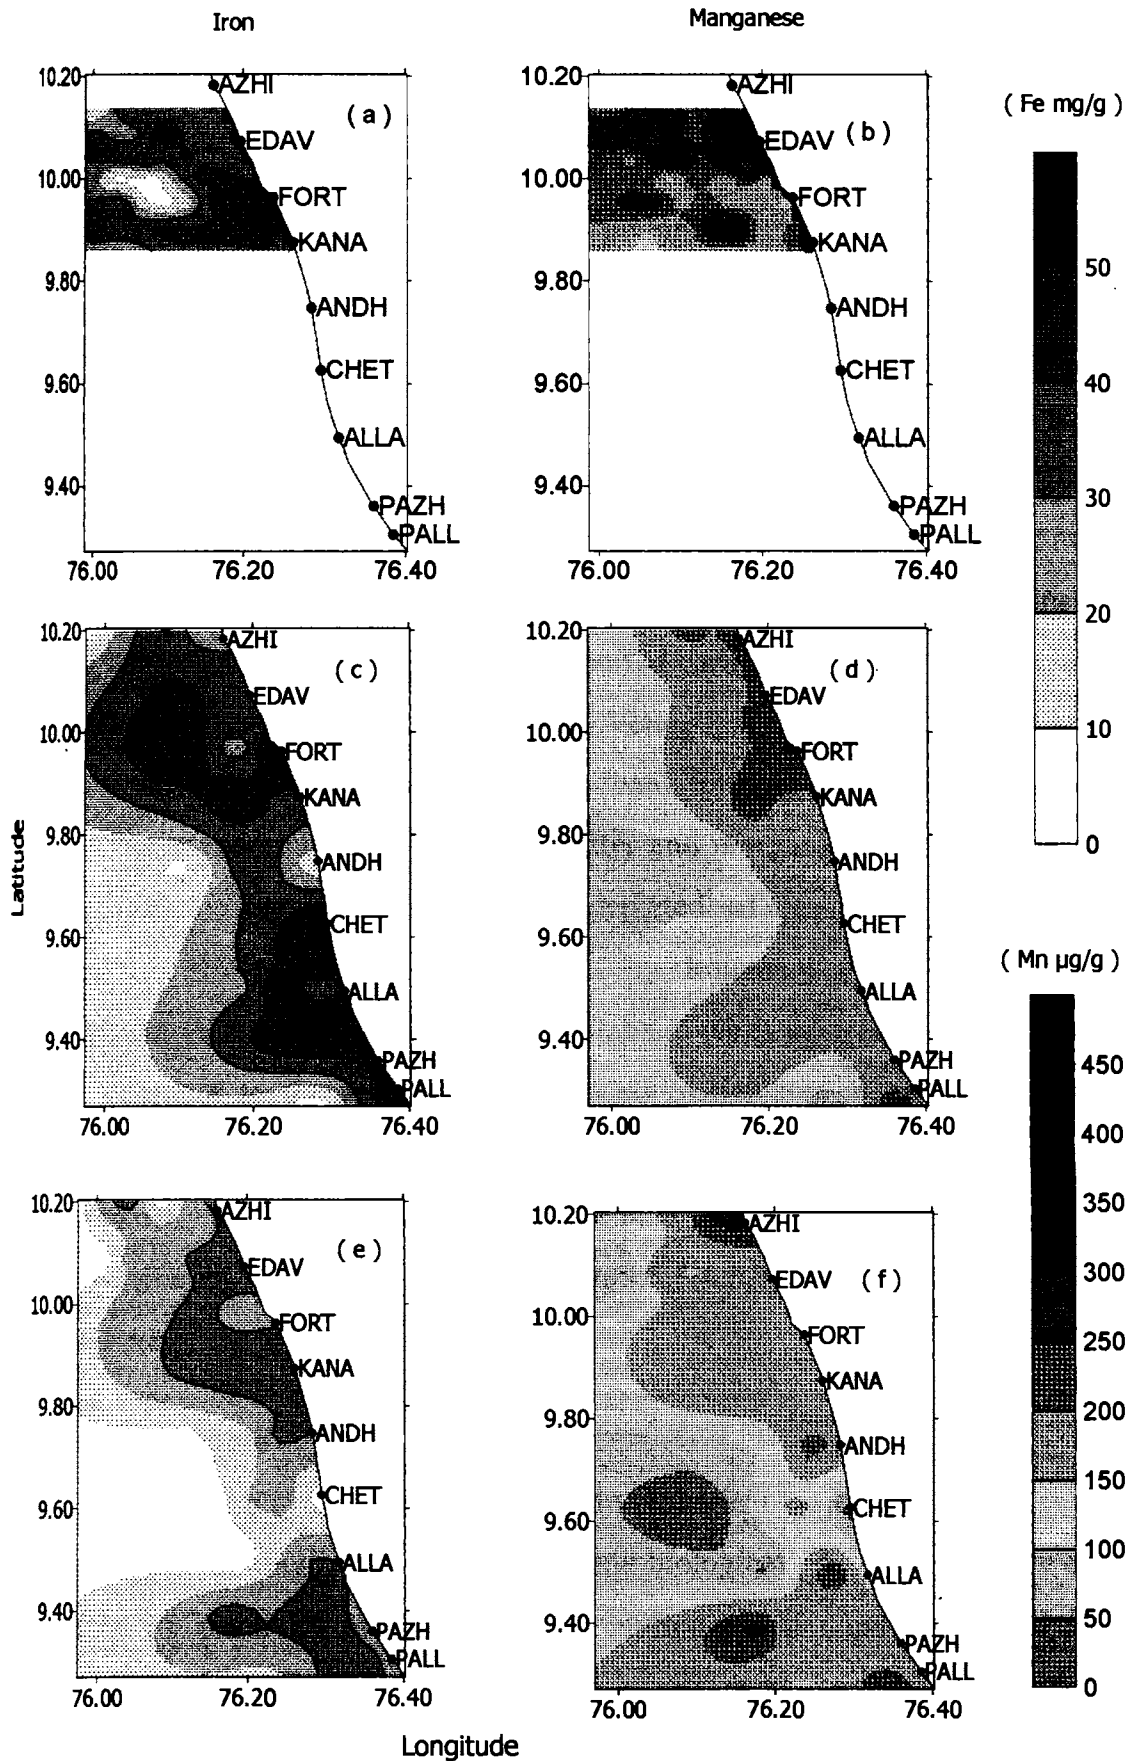 Iron
Manganese
10.20
AZHI
(a)
EDAV
10.00
FORT
KANA
9.80
ANDH
CHET
9.60
ALLA
9.40
PAZH
PALL
76.00
76.20
76.40
10.20
AZHI
(b)
EDAV
10.00
FORT
KANA
9.80
ANDH
CHET
9.60
ALLA
9.40
PAZH
PALL
76.00
76.20
76.40
( Fe mg/g )
50
40
30
20
10
0
Latitude
10.20
AZHI
(c)
EDAV
10.00
FORT
KANA
9.80
ANDH
CHET
9.60
ALLA
9.40
PAZH
PALL
76.00
76.20
76.40
10.20
AZHI
(d)
EDAV
10.00
FORT
KANA
9.80
ANDH
CHET
9.60
ALLA
9.40
PAZH
PALL
76.00
76.20
76.40
( Mn µg/g )
450
400
350
300
250
200
150
100
50
0
10.20
AZHI
(e)
EDAV
10.00
FORT
KANA
9.80
ANDH
CHET
9.60
ALLA
9.40
PAZH
PALL
76.00
76.20
76.40
10.20
AZHI
(f)
EDAV
10.00
FORT
KANA
9.80
ANDH
CHET
9.60
ALLA
9.40
PAZH
PALL
76.00
76.20
76.40
Longitude